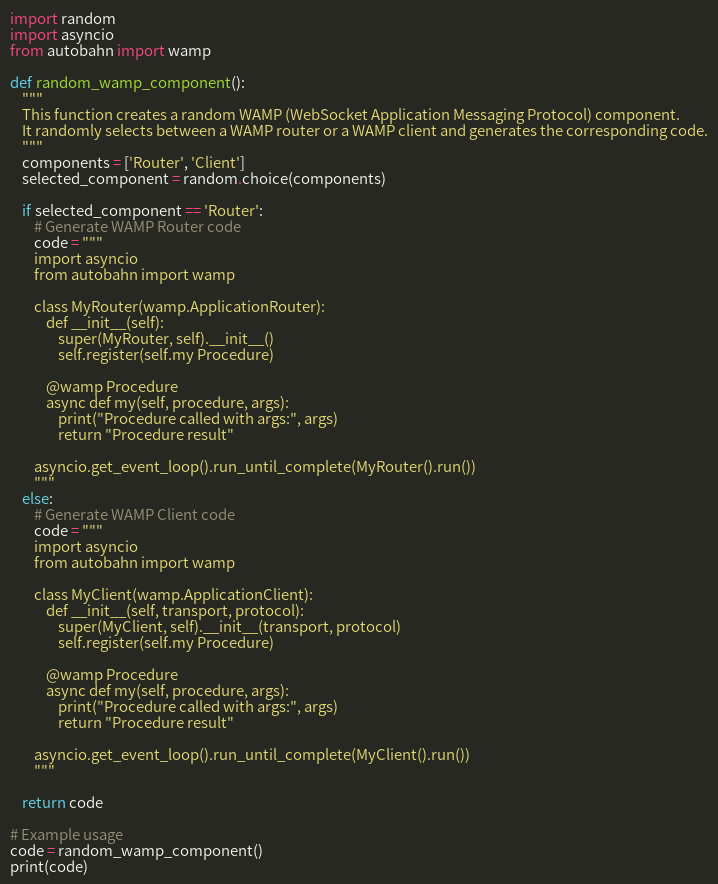 import random
import asyncio
from autobahn import wamp

def random_wamp_component():
    """
    This function creates a random WAMP (WebSocket Application Messaging Protocol) component.
    It randomly selects between a WAMP router or a WAMP client and generates the corresponding code.
    """
    components = ['Router', 'Client']
    selected_component = random.choice(components)

    if selected_component == 'Router':
        # Generate WAMP Router code
        code = """
        import asyncio
        from autobahn import wamp

        class MyRouter(wamp.ApplicationRouter):
            def __init__(self):
                super(MyRouter, self).__init__()
                self.register(self.my Procedure)

            @wamp Procedure
            async def my(self, procedure, args):
                print("Procedure called with args:", args)
                return "Procedure result"

        asyncio.get_event_loop().run_until_complete(MyRouter().run())
        """
    else:
        # Generate WAMP Client code
        code = """
        import asyncio
        from autobahn import wamp

        class MyClient(wamp.ApplicationClient):
            def __init__(self, transport, protocol):
                super(MyClient, self).__init__(transport, protocol)
                self.register(self.my Procedure)

            @wamp Procedure
            async def my(self, procedure, args):
                print("Procedure called with args:", args)
                return "Procedure result"

        asyncio.get_event_loop().run_until_complete(MyClient().run())
        """

    return code

# Example usage
code = random_wamp_component()
print(code)